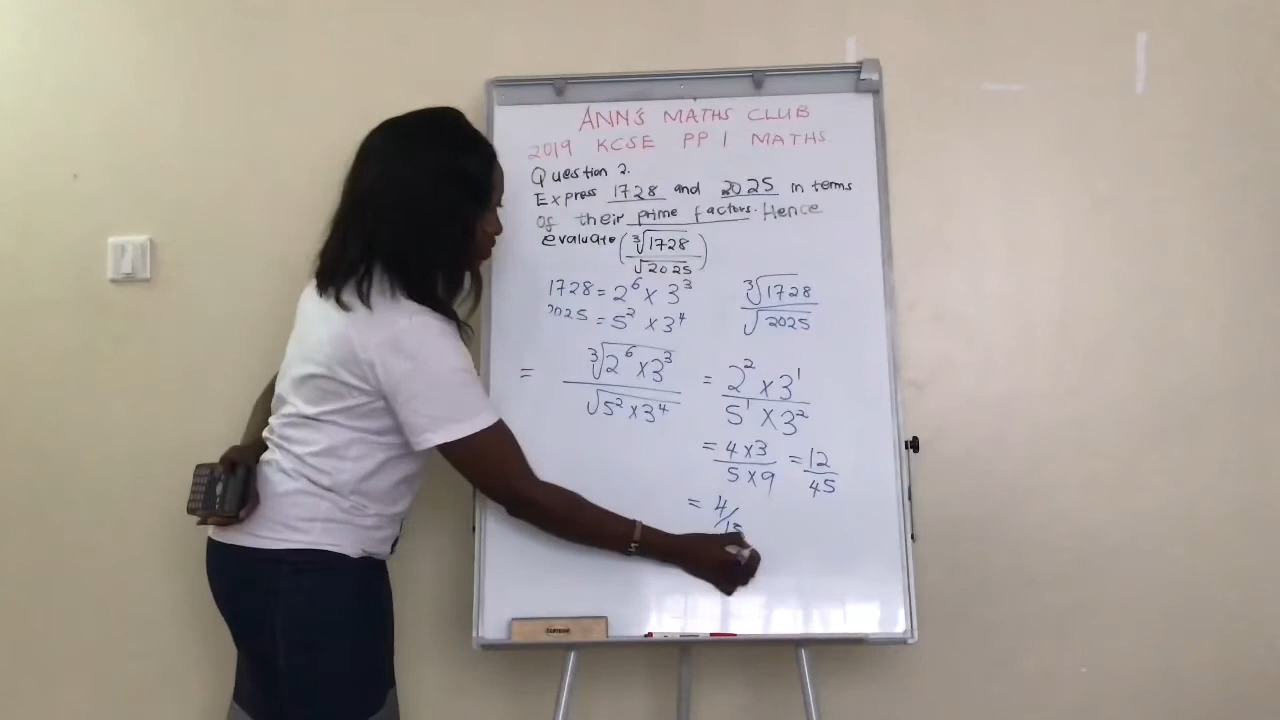 ANN'S MATHS CLUB
2019 KCSE PP 1 MATHS
Question 2.
Express 1728 and 2025 in terms
of their prime factors. Hence
evaluate (∛1728 / √2025)
1728 = 2⁶ x 3³
2025 = 5² x 3⁴
∛1728 / √2025
= ∛2⁶ x 3³ / √5² x 3⁴ = 2² x 3¹ / 5¹ x 3²
= 4 x 3 / 5 x 9 = 12 / 45
= 4/15